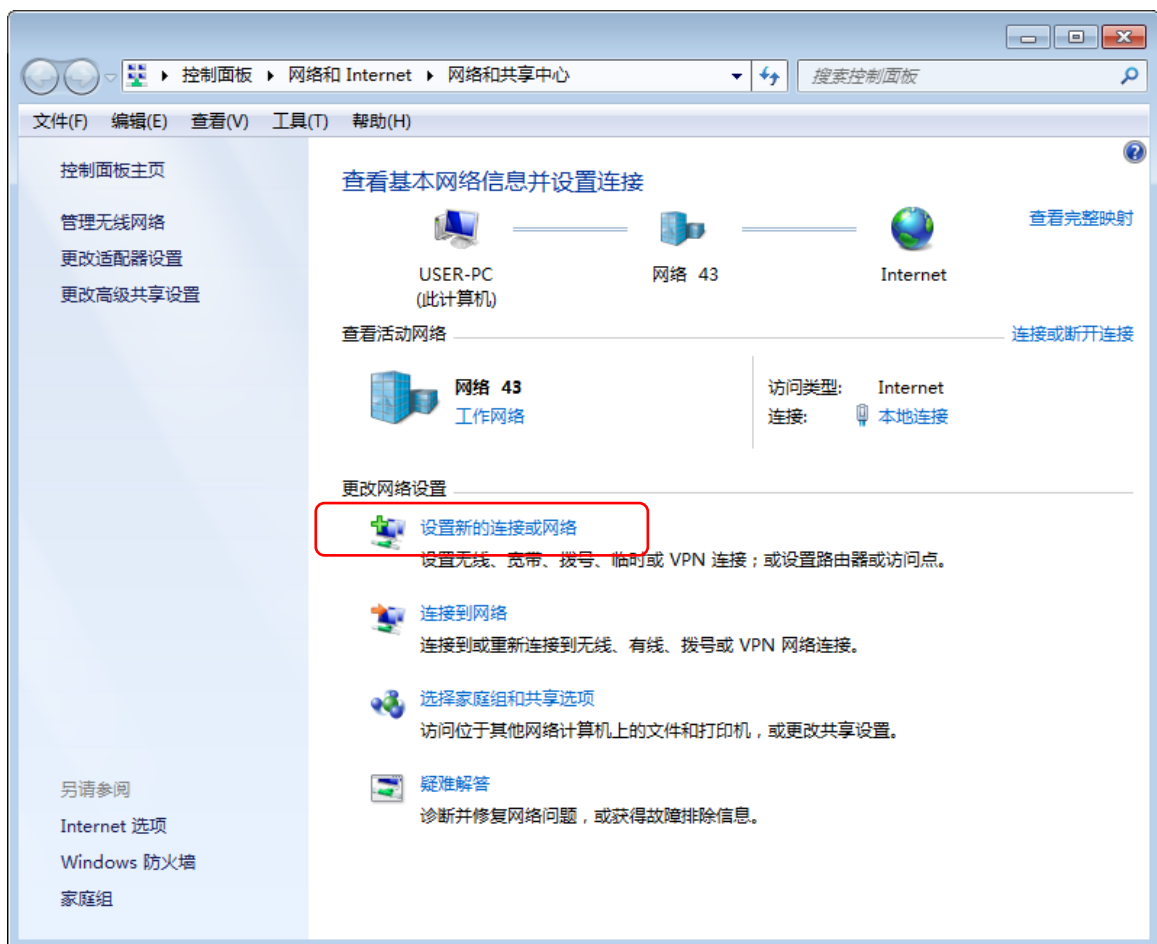 控制面板 ▸ 网络和 Internet ▸ 网络和共享中心
搜索控制面板
文件(F) 编辑(E) 查看(V) 工具(T) 帮助(H)
控制面板主页
管理无线网络
更改适配器设置
更改高级共享设置
查看基本网络信息并设置连接
查看完整映射
USER-PC
(此计算机)
网络 43
Internet
查看活动网络
连接或断开连接
网络 43
工作网络
访问类型: Internet
连接: 本地连接
更改网络设置
设置新的连接或网络
设置无线、宽带、拨号、临时或 VPN 连接；或设置路由器或访问点。
连接到网络
连接到或重新连接到无线、有线、拨号或 VPN 网络连接。
选择家庭组和共享选项
访问位于其他网络计算机上的文件和打印机，或更改共享设置。
疑难解答
诊断并修复网络问题，或获得故障排除信息。
另请参阅
Internet 选项
Windows 防火墙
家庭组